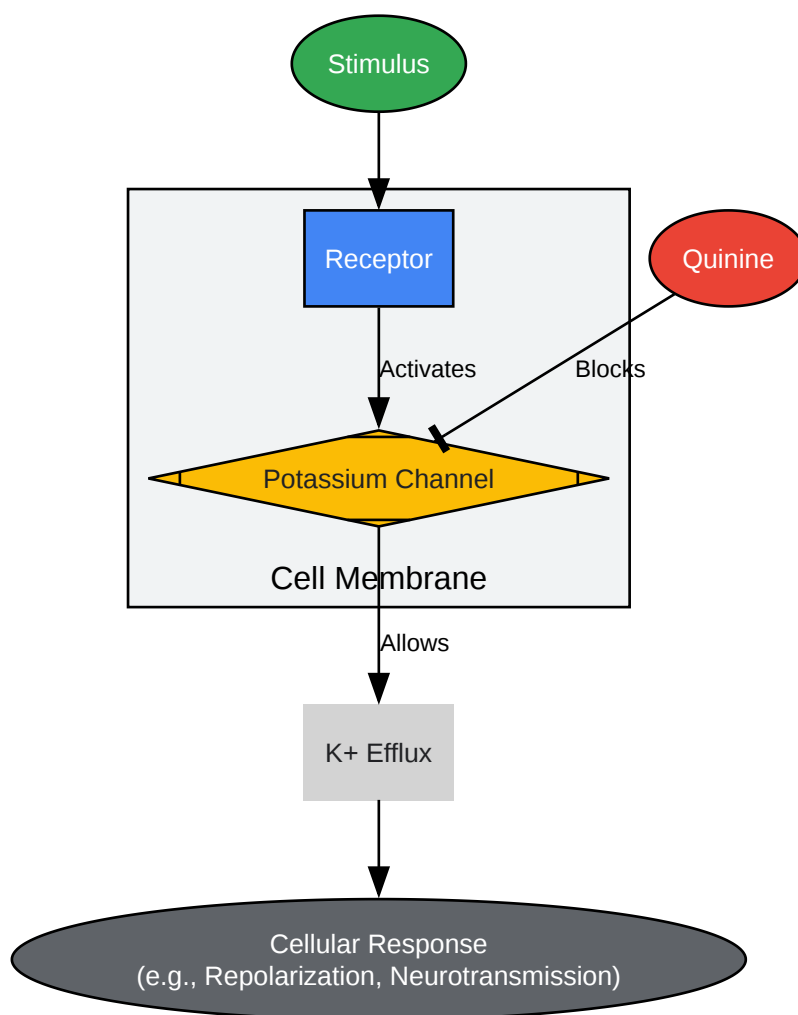 Stimulus
Receptor
Quinine
Activates
Blocks
Potassium Channel
Cell Membrane
Allows
K+ Efflux
Cellular Response
(e.g., Repolarization, Neurotransmission)